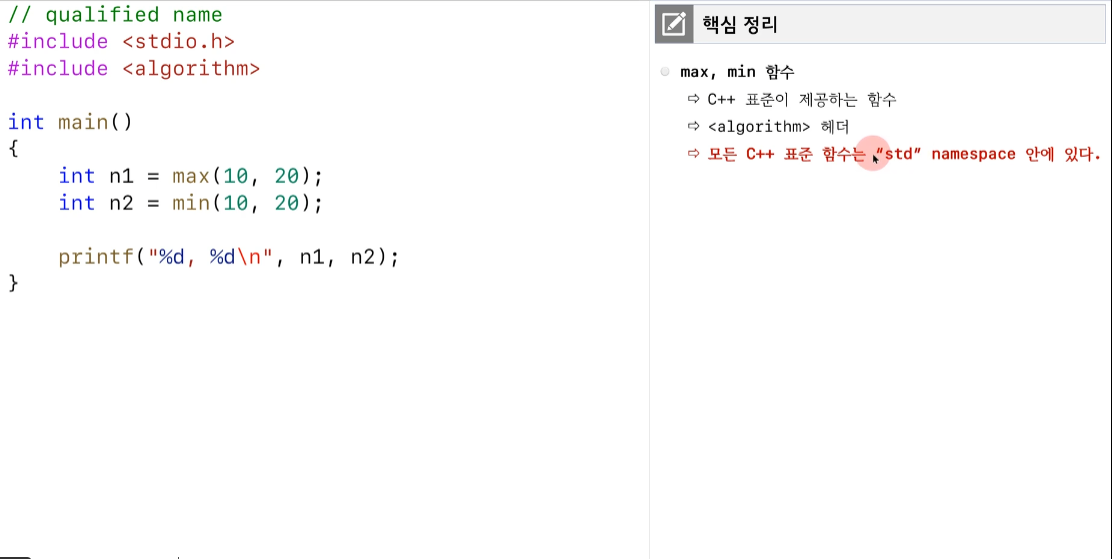 // qualified name
#include <stdio.h>
#include <algorithm>
int main()
{
int n1 = max(10, 20);
int n2 = min(10, 20);
printf("%d, %d\n", n1, n2);
}
핵심 정리
max, min 함수
⇨ C++ 표준이 제공하는 함수
⇨ <algorithm> 헤더
⇨ 모든 C++ 표준 함수는 “std” namespace 안에 있다.